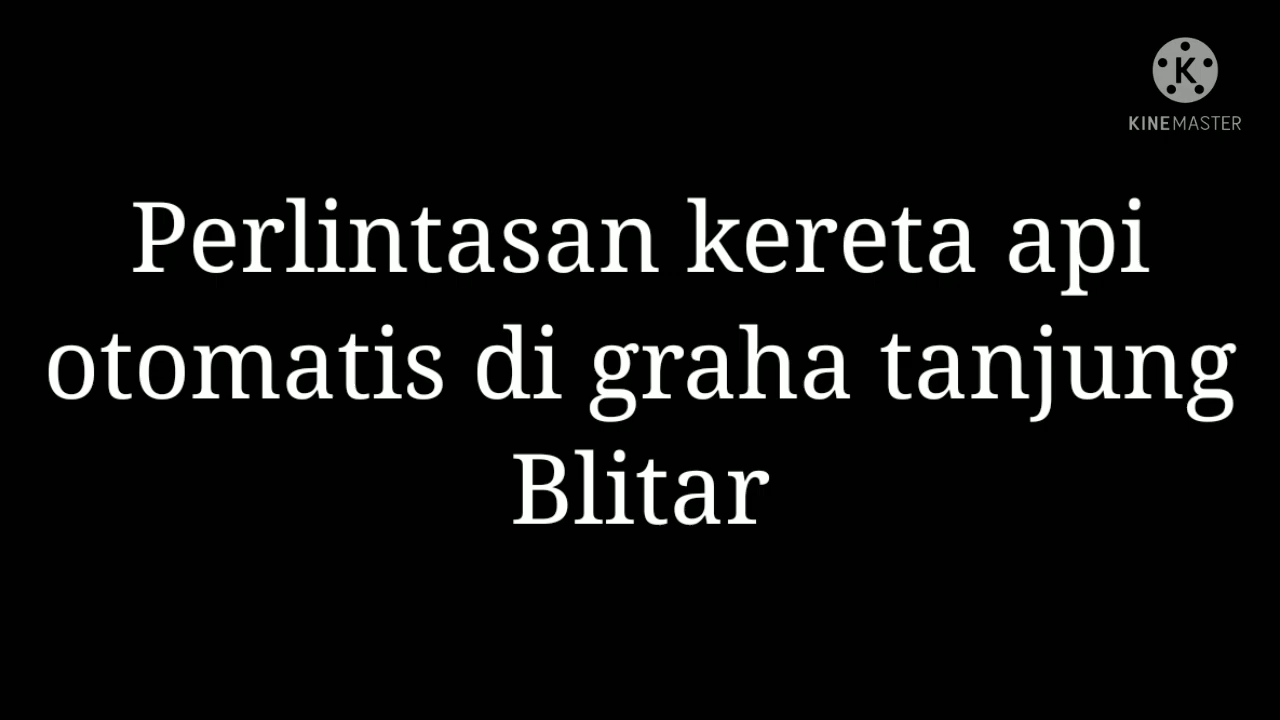 K
KINEMASTER
Perlintasan kereta api
otomatis di graha tanjung
Blitar